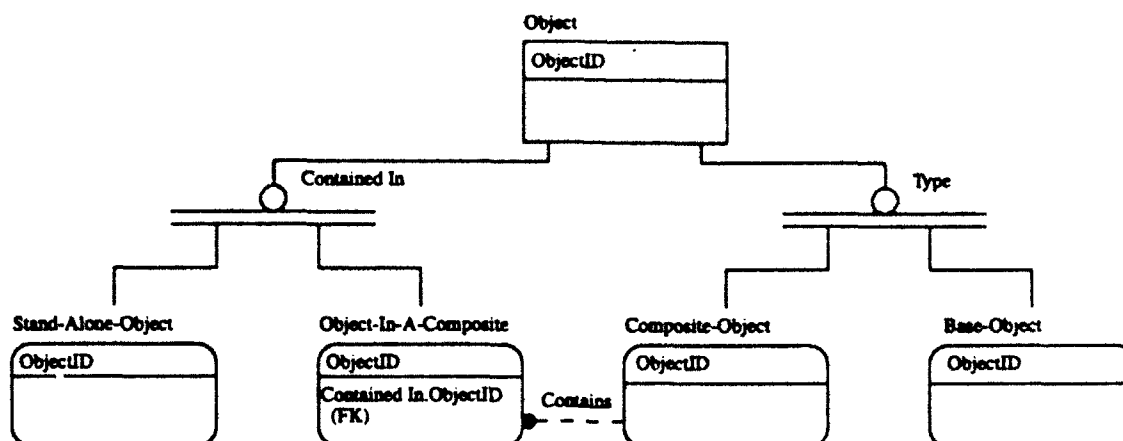 Object
ObjectID
Contained In
Type
Stand-Alone-Object
ObjectID
Object-In-A-Composite
ObjectID
Contained In.ObjectID
(FK)
Contains
Composite-Object
ObjectID
Base-Object
ObjectID